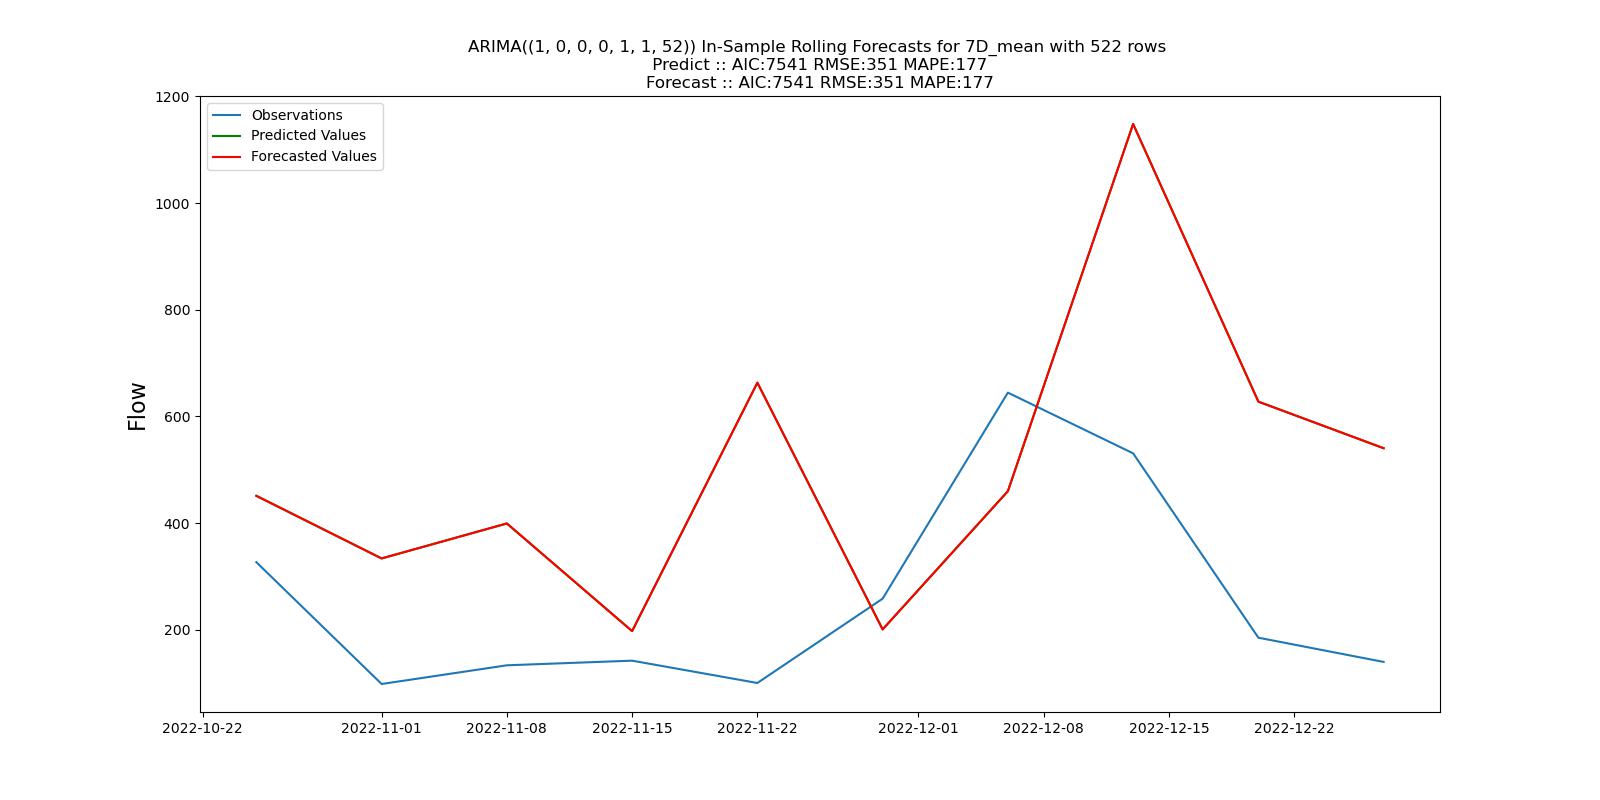 ARIMA((1, 0, 0, 0, 1, 1, 52)) In-Sample Rolling Forecasts for 7D_mean with 522 rows
Predict :: AIC:7541 RMSE:351 MAPE:177
Forecast :: AIC:7541 RMSE:351 MAPE:177
Observations
Predicted Values
Forecasted Values
1200
1000
800
600
400
200
Flow
2022-10-22 2022-11-01 2022-11-08 2022-11-15 2022-11-22 2022-12-01 2022-12-08 2022-12-15 2022-12-22